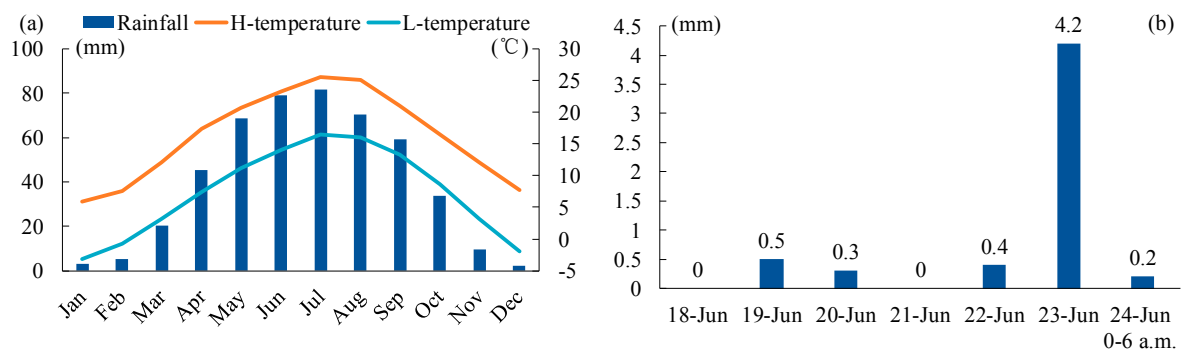 (a) Rainfall H-temperature L-temperature
(mm) (℃)
100 30
25
80 20
60 15
10
40 5
20 0
0 -5
Jan Feb Mar Apr May Jun Jul Aug Sep Oct Nov Dec
(mm) (b)
4.5
4
3.5
3
2.5
2
1.5
1
0.5
0
0 0.5 0.3 0 0.4 4.2 0.2
18-Jun 19-Jun 20-Jun 21-Jun 22-Jun 23-Jun 24-Jun
0-6 a.m.